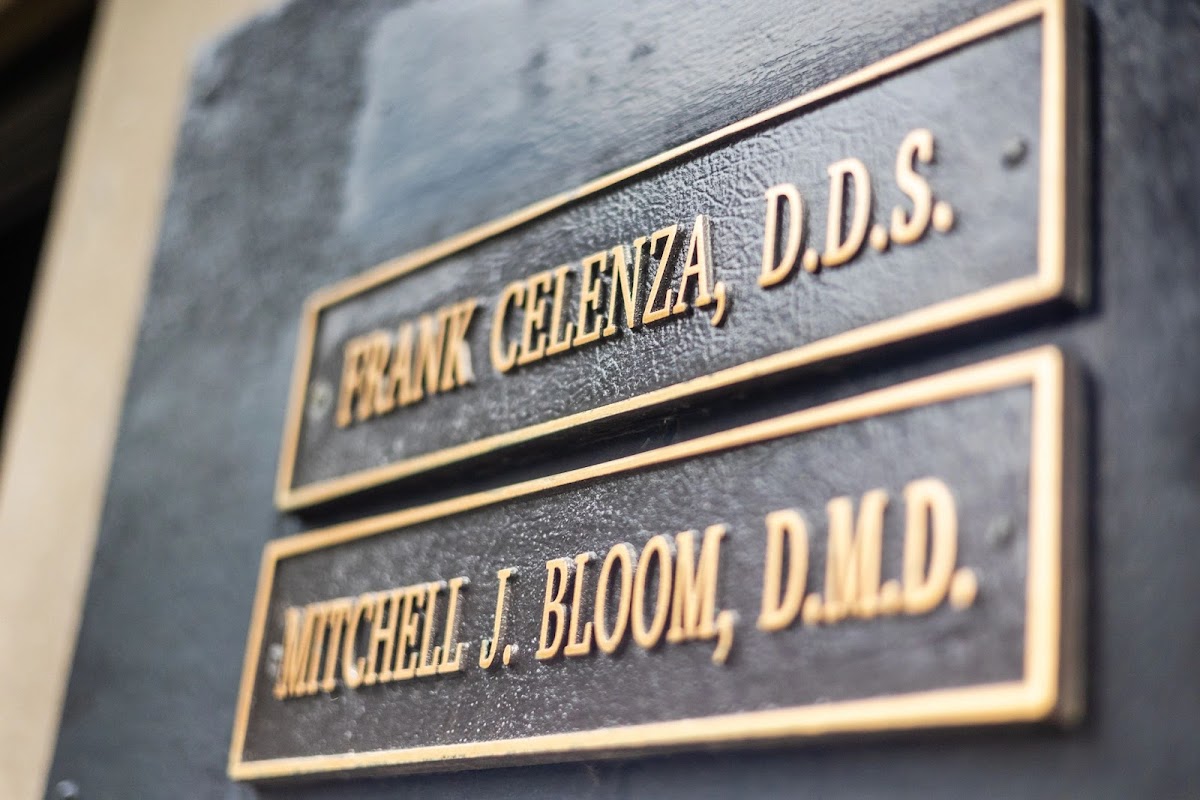 FRANK CELENZA, D.D.S.
MITCHELL J. BLOOM, D.M.D.